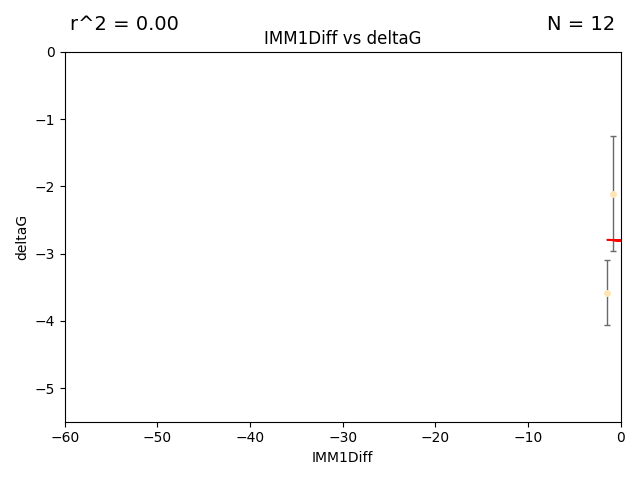 r^2 = 0.00
N = 12
IMM1Diff vs deltaG
0
−1
−2
−3
−4
−5
deltaG
−60
−50
−40
−30
−20
−10
0
IMM1Diff